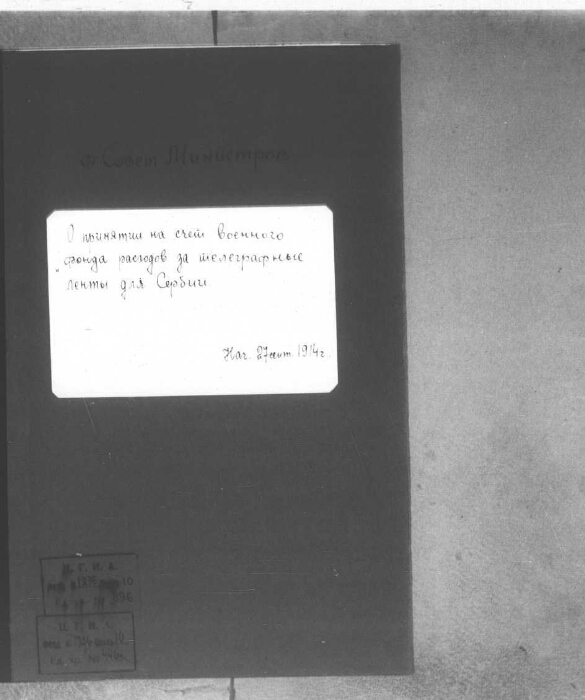 Совет Министров
О принятии на счет военного
фонда расходов за телеграфные
ленты для Сербии
Нач. 27 сент. 1914 г.